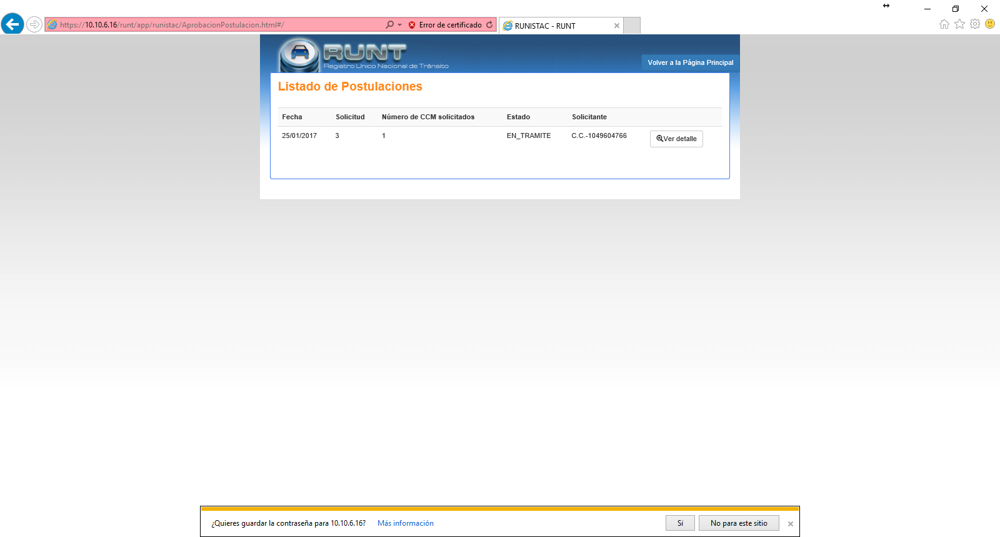 https://10.10.6.16/runt/app/runistac/AprobacionPostulacion.html#/
Error de certificado
RUNISTAC - RUNT
RUNT
Registro Unico Nacional de Tránsito
Volver a la Página Principal
Listado de Postulaciones
Fecha Solicitud Número de CCM solicitados Estado Solicitante
25/01/2017 3 1 EN_TRAMITE C.C.-1049604766 Ver detalle
¿Quieres guardar la contraseña para 10.10.6.16? Más información Sí No para este sitio